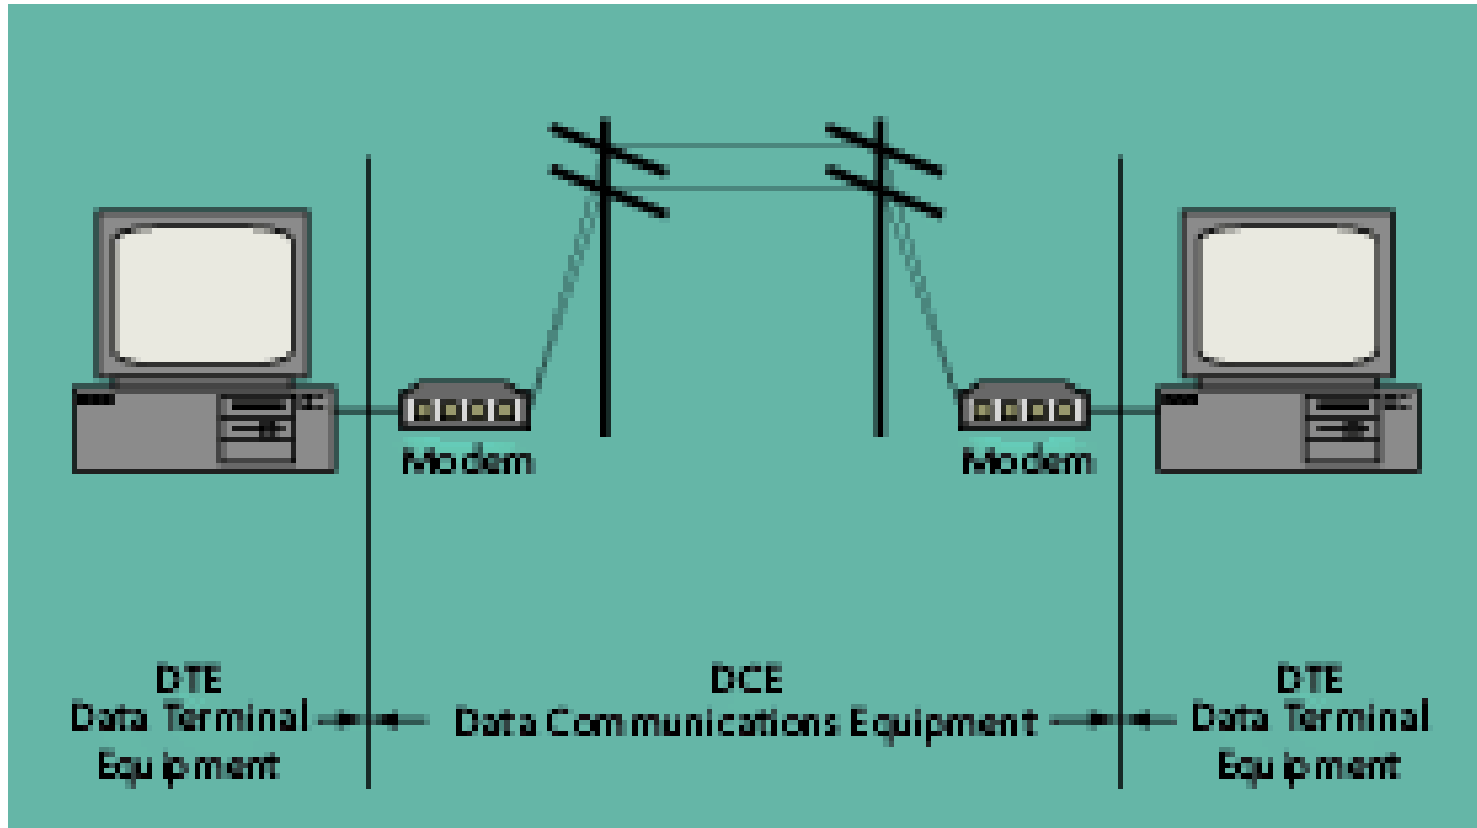 Modem
Modem
DTE
Data Terminal
Equipment
DCE
Data Communications Equipment
DTE
Data Terminal
Equipment